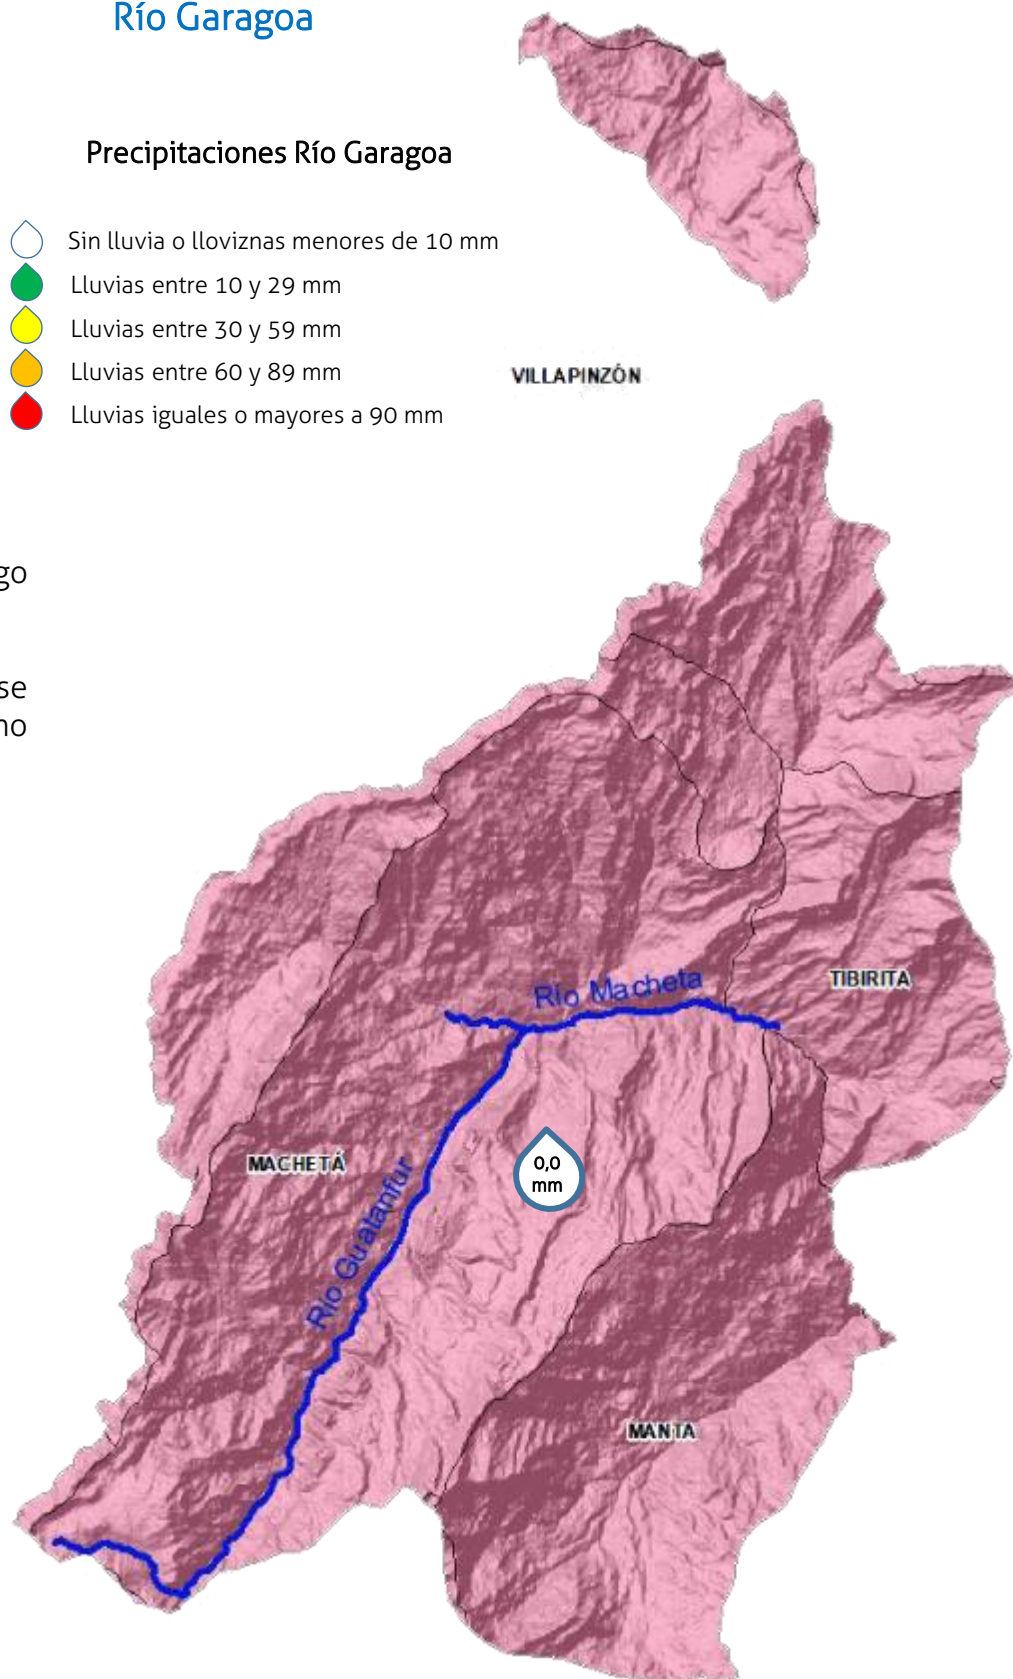 Río Garagoa
Precipitaciones Río Garagoa
Sin lluvia o lloviznas menores de 10 mm
Lluvias entre 10 y 29 mm
Lluvias entre 30 y 59 mm
Lluvias entre 60 y 89 mm
Lluvias iguales o mayores a 90 mm
VILLAPINZÓN
go
se
no
Río Macheta
TIBIRITA
MACHETÁ
0,0
mm
Río Guatanfur
MANTA